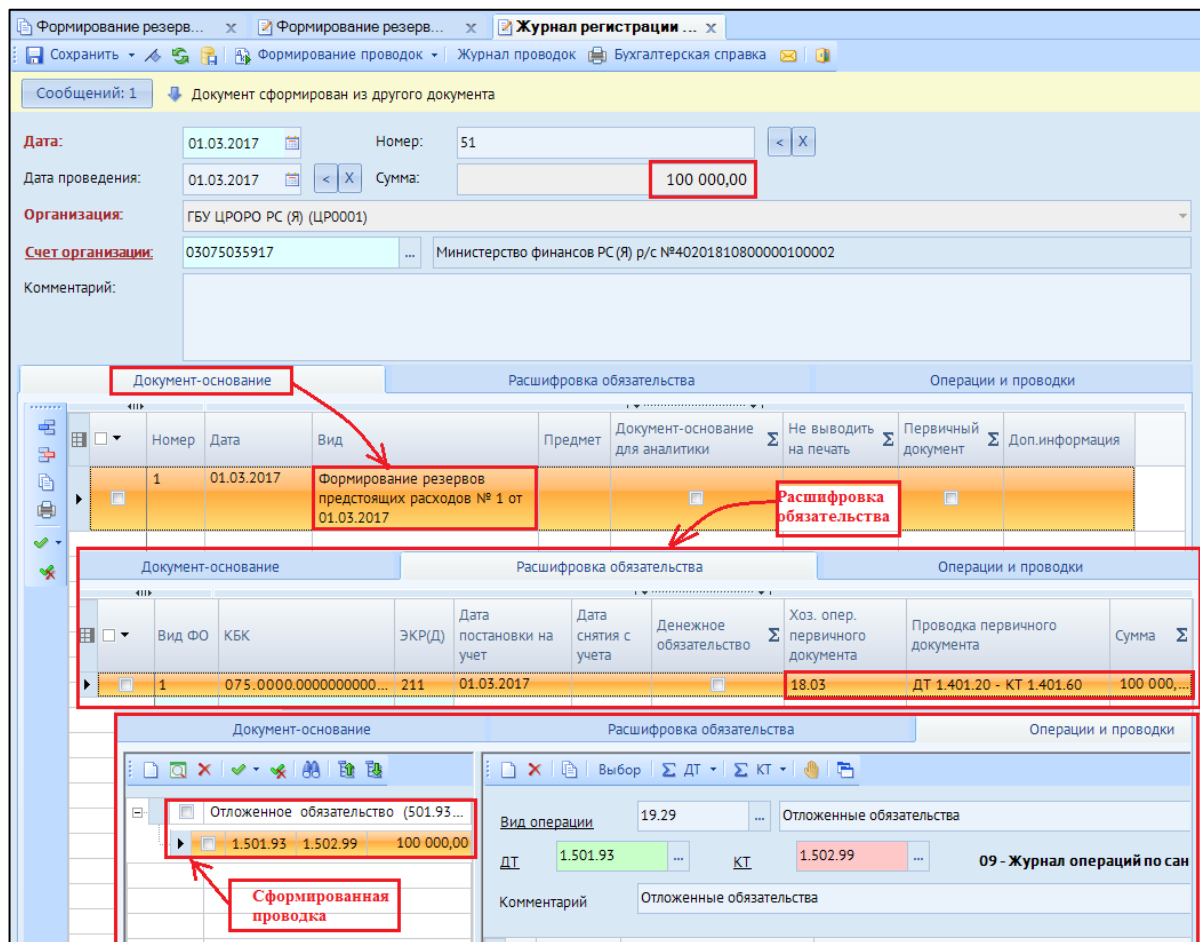 Формирование резерв... x Формирование резерв... x Журнал регистрации ... x
Сохранить Формирование проводок Журнал проводок Бухгалтерская справка
Сообщений: 1 Документ сформирован из другого документа
Дата: 01.03.2017 Номер: 51 < X
Дата проведения: 01.03.2017 < X Сумма: 100 000,00
Организация: ГБУ ЦРОРО РС (Я) (ЦР0001)
Счет организации: 03075035917 ... Министерство финансов РС(Я) р/с №40201810800000100002
Комментарий:
Документ-основание Расшифровка обязательства Операции и проводки
Номер Дата Вид Предмет Документ-основание для аналитики Σ Не выводить на печать Σ Первичный документ Σ Доп.информация
1 01.03.2017 Формирование резервов
предстоящих расходов № 1 от
01.03.2017
Расшифровка
обязательства
Документ-основание Расшифровка обязательства Операции и проводки
Вид ФО КБК ЭКР(Д) Дата постановки на учет Дата снятия с учета Денежное обязательство Σ Хоз. опер. первичного документа Проводка первичного документа Сумма Σ
1 075.0000.0000000000... 211 01.03.2017 18.03 ДТ 1.401.20 - КТ 1.401.60 100 000,...
Документ-основание Расшифровка обязательства Операции и проводки
Выбор Σ ДТ Σ КТ
Отложенное обязательство (501.93...
1.501.93 1.502.99 100 000,00
Сформированная
проводка
Вид операции 19.29 ... Отложенные обязательства
ДТ 1.501.93 ... КТ 1.502.99 ... 09 - Журнал операций по сан
Комментарий Отложенные обязательства